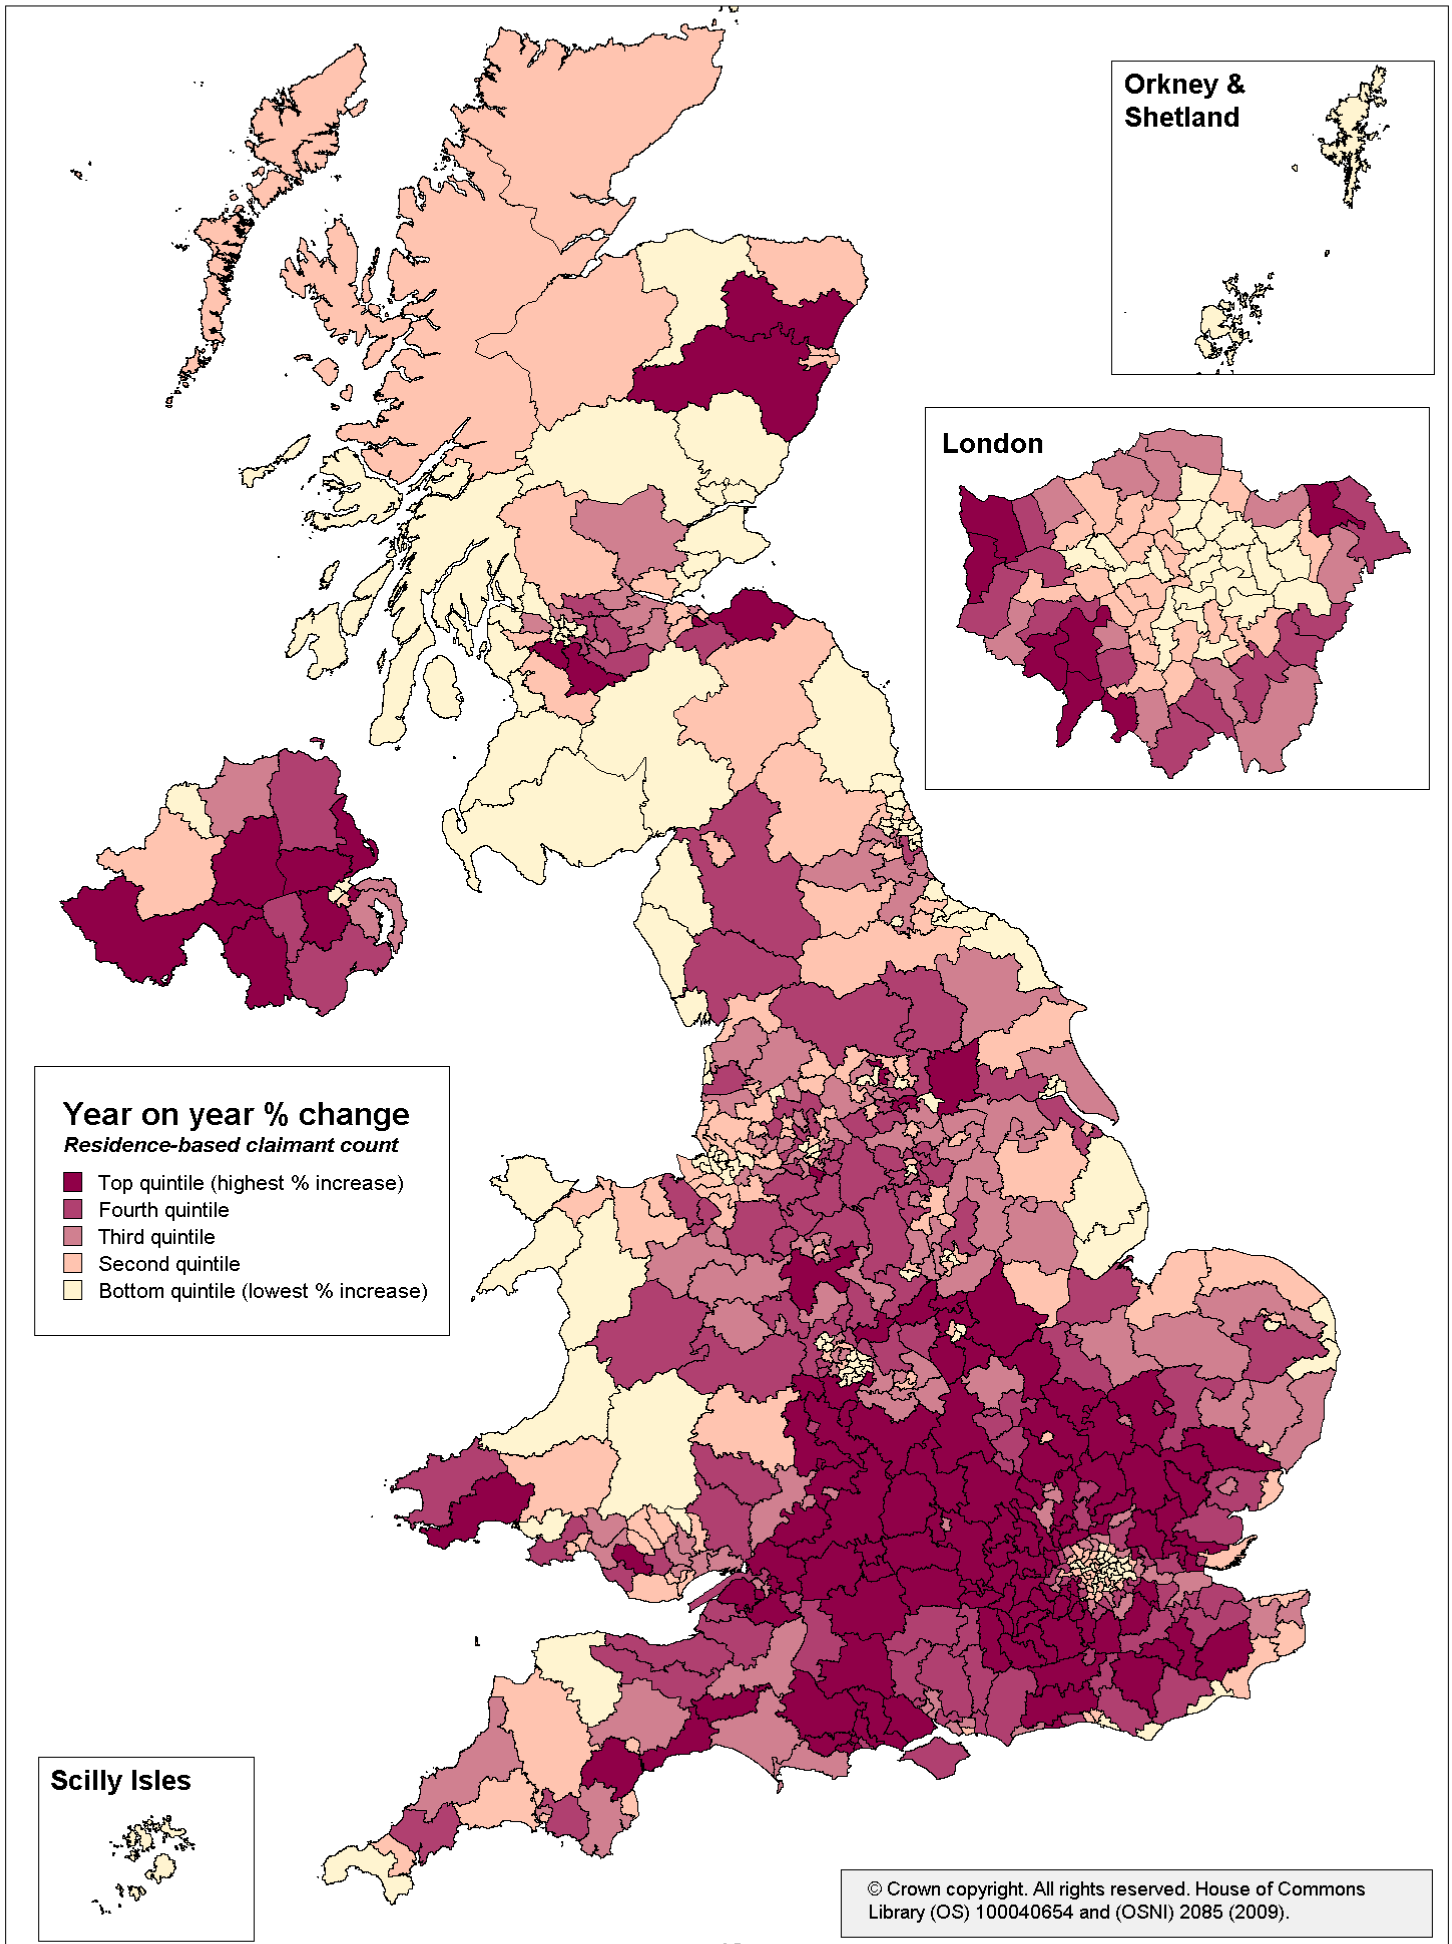 Orkney &
Shetland
London
Year on year % change
Residence-based claimant count
Top quintile (highest % increase)
Fourth quintile
Third quintile
Second quintile
Bottom quintile (lowest % increase)
Scilly Isles
© Crown copyright. All rights reserved. House of Commons
Library (OS) 100040654 and (OSNI) 2085 (2009).